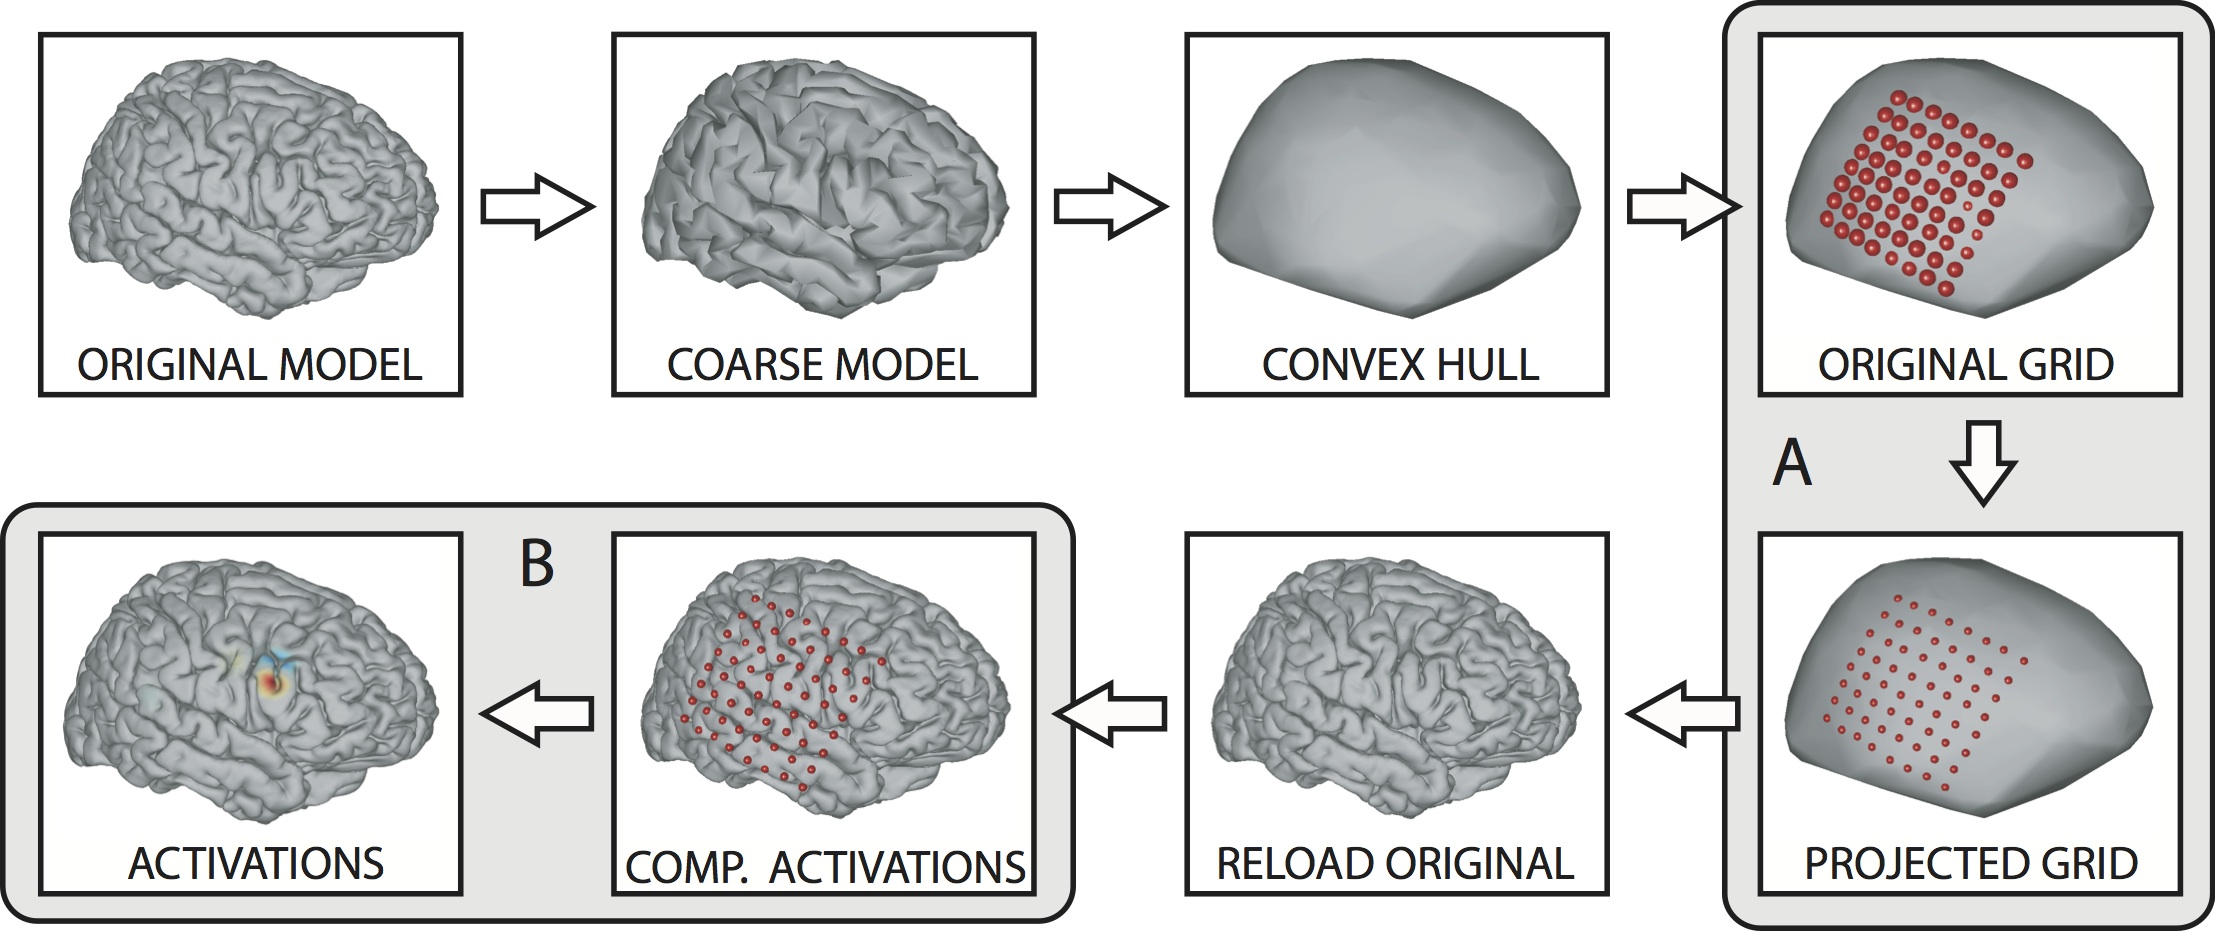 ORIGINAL MODEL
COARSE MODEL
CONVEX HULL
ORIGINAL GRID
A
PROJECTED GRID
RELOAD ORIGINAL
B
COMP. ACTIVATIONS
ACTIVATIONS